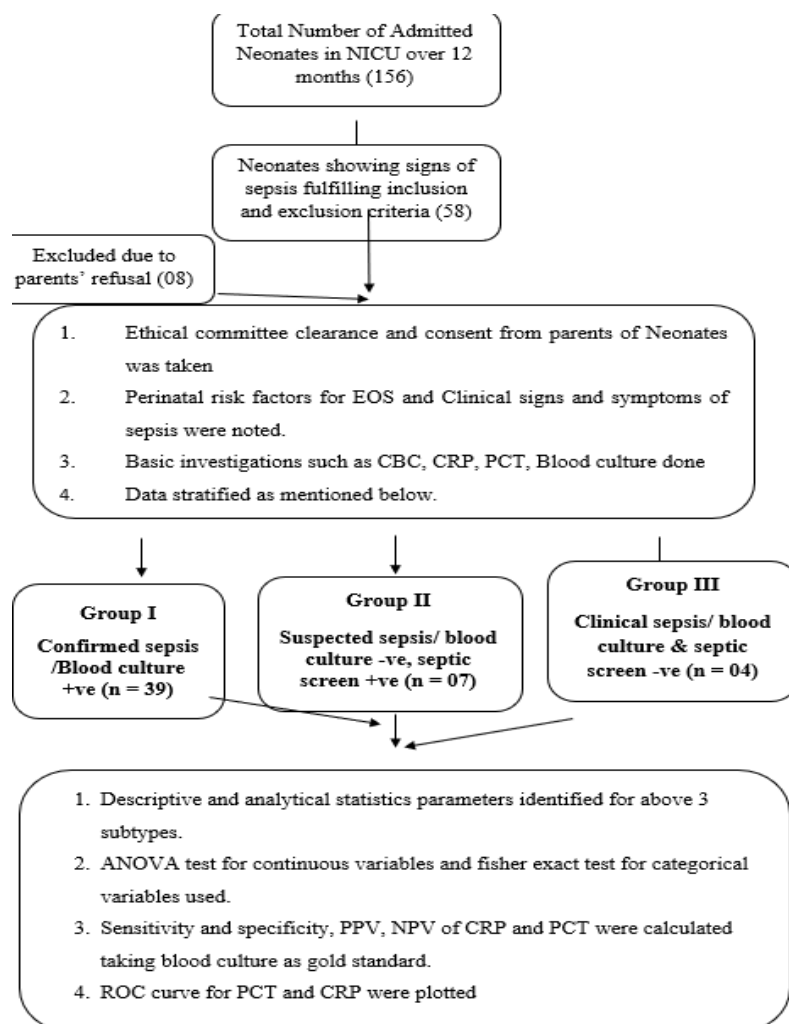 Total Number of Admitted
Neonates in NICU over 12
months (156)
Neonates showing signs of
sepsis fulfilling inclusion
and exclusion criteria (58)
Excluded due to
parents’ refusal (08)
1. Ethical committee clearance and consent from parents of Neonates
was taken
2. Perinatal risk factors for EOS and Clinical signs and symptoms of
sepsis were noted.
3. Basic investigations such as CBC, CRP, PCT, Blood culture done
4. Data stratified as mentioned below.
Group I
Confirmed sepsis
/Blood culture
+ve (n = 39)
Group II
Suspected sepsis/ blood
culture -ve, septic
screen +ve (n = 07)
Group III
Clinical sepsis/ blood
culture & septic
screen -ve (n = 04)
1. Descriptive and analytical statistics parameters identified for above 3
subtypes.
2. ANOVA test for continuous variables and fisher exact test for categorical
variables used.
3. Sensitivity and specificity, PPV, NPV of CRP and PCT were calculated
taking blood culture as gold standard.
4. ROC curve for PCT and CRP were plotted